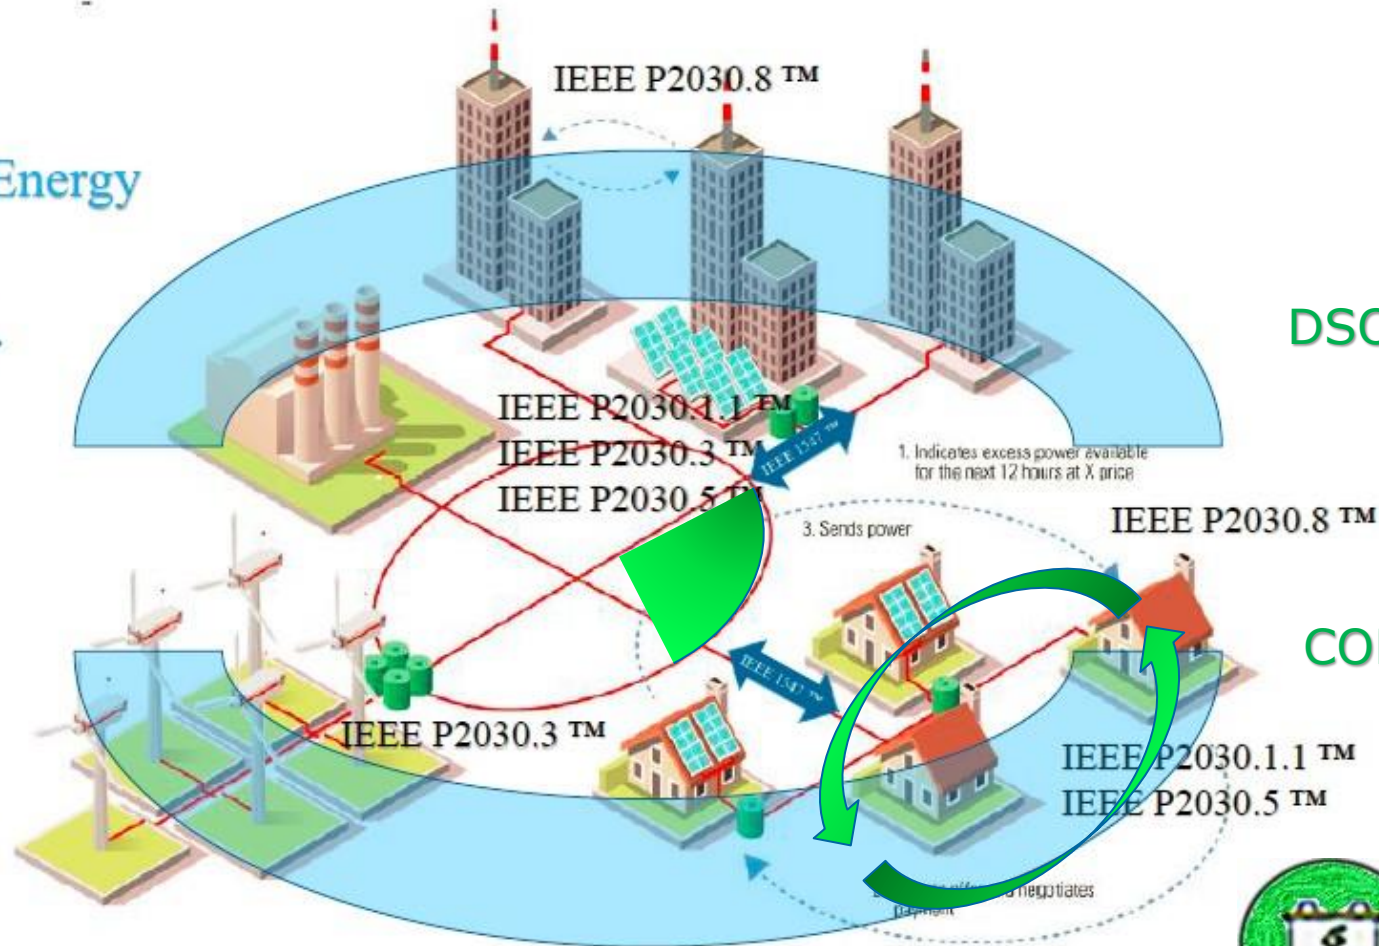 IEEE P2030.8 ™
Energy
DSO
IEEE P2030.1.1 ™
IEEE P2030.3 ™
IEEE P2030.5 ™
IEEE 1547 ™
1. Indicates excess power available
for the next 12 hours at X price
3. Sends power
IEEE P2030.8 ™
IEEE 1547 ™
IEEE P2030.3 ™
IEEE P2030.1.1 ™
IEEE P2030.5 ™
negotiates
payment